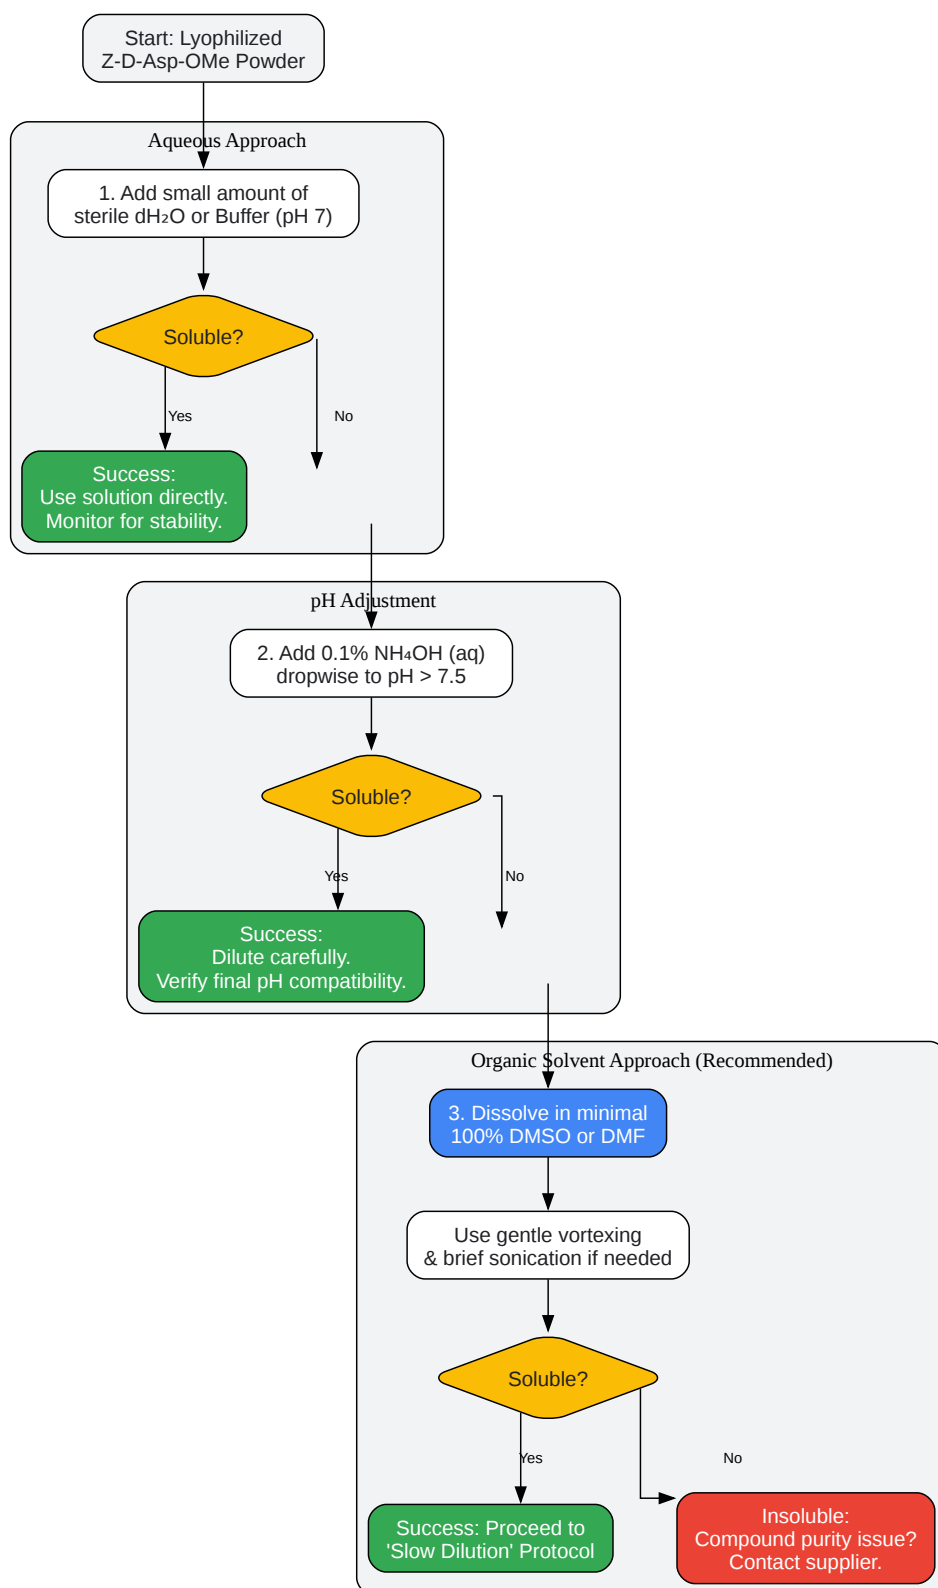 Start: Lyophilized
Z-D-Asp-OMe Powder
Aqueous Approach
1. Add small amount of
sterile dH₂O or Buffer (pH 7)
Soluble?
Yes
No
Success:
Use solution directly.
Monitor for stability.
pH Adjustment
2. Add 0.1% NH₄OH (aq)
dropwise to pH > 7.5
Soluble?
Yes
No
Success:
Dilute carefully.
Verify final pH compatibility.
Organic Solvent Approach (Recommended)
3. Dissolve in minimal
100% DMSO or DMF
Use gentle vortexing
& brief sonication if needed
Soluble?
Yes
No
Success: Proceed to
'Slow Dilution' Protocol
Insoluble:
Compound purity issue?
Contact supplier.